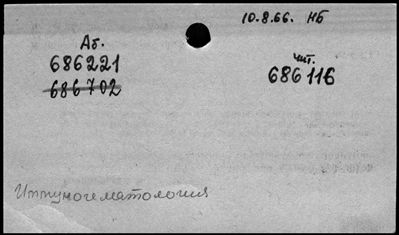 10.8.66. НБ
Аб.
686221
686702
чит.
686116
Иммуногематология